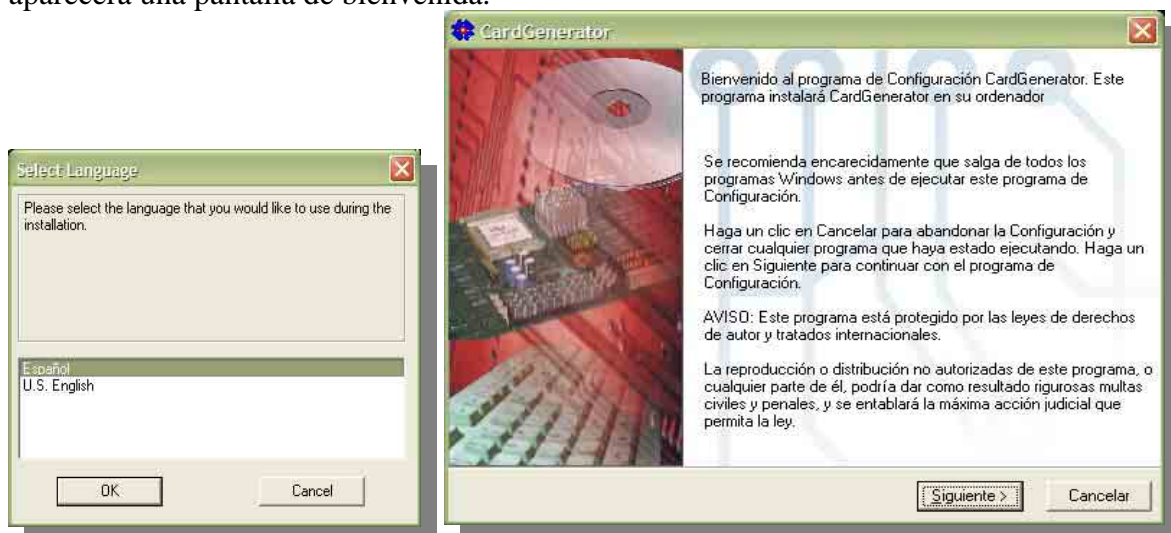 aparecerá una pantalla de bienvenida.
Select Language
Please select the language that you would like to use during the
installation.
Español
U.S. English
OK
Cancel
CardGenerator
Bienvenido al programa de Configuración CardGenerator. Este
programa instalará CardGenerator en su ordenador
Se recomienda encarecidamente que salga de todos los
programas Windows antes de ejecutar este programa de
Configuración.
Haga un clic en Cancelar para abandonar la Configuración y
cerrar cualquier programa que haya estado ejecutando. Haga un
clic en Siguiente para continuar con el programa de
Configuración.
AVISO: Este programa está protegido por las leyes de derechos
de autor y tratados internacionales.
La reproducción o distribución no autorizadas de este programa, o
cualquier parte de él, podría dar como resultado rigurosas multas
civiles y penales, y se entablará la máxima acción judicial que
permita la ley.
Siguiente >
Cancelar